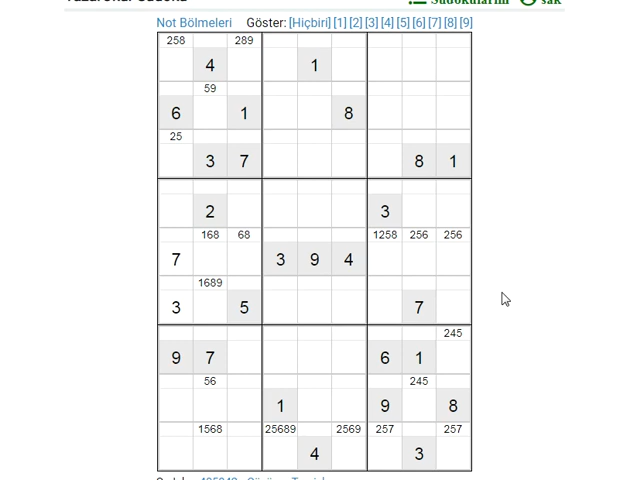 Sudokularım
Not Bölmeleri Göster: [Hiçbiri] [1] [2] [3] [4] [5] [6] [7] [8] [9]
258 289
4 1
59
6 1 8
25
3 7 8 1
2 3
168 68 1258 256 256
7 3 9 4
1689
3 5 7
245
9 7 6 1
56 245
1 9 8
1568 25689 2569 257 257
4 3